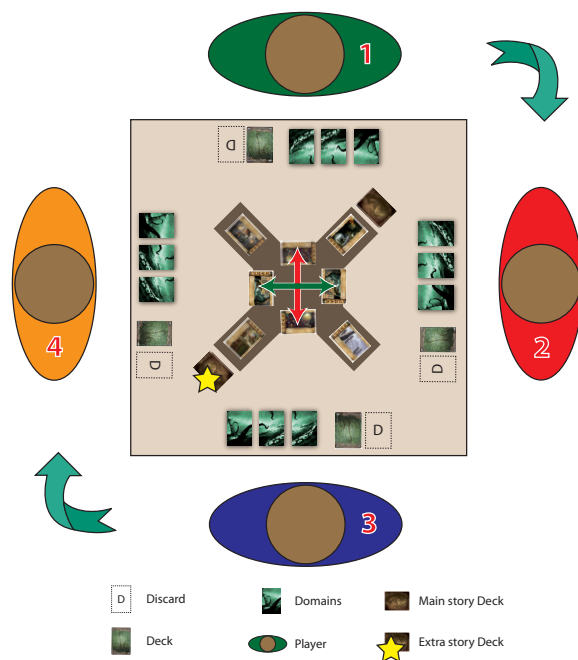 1
D
4
2
D
D
D
3
D Discard
Domains
Main story Deck
Deck
Player
Extra story Deck